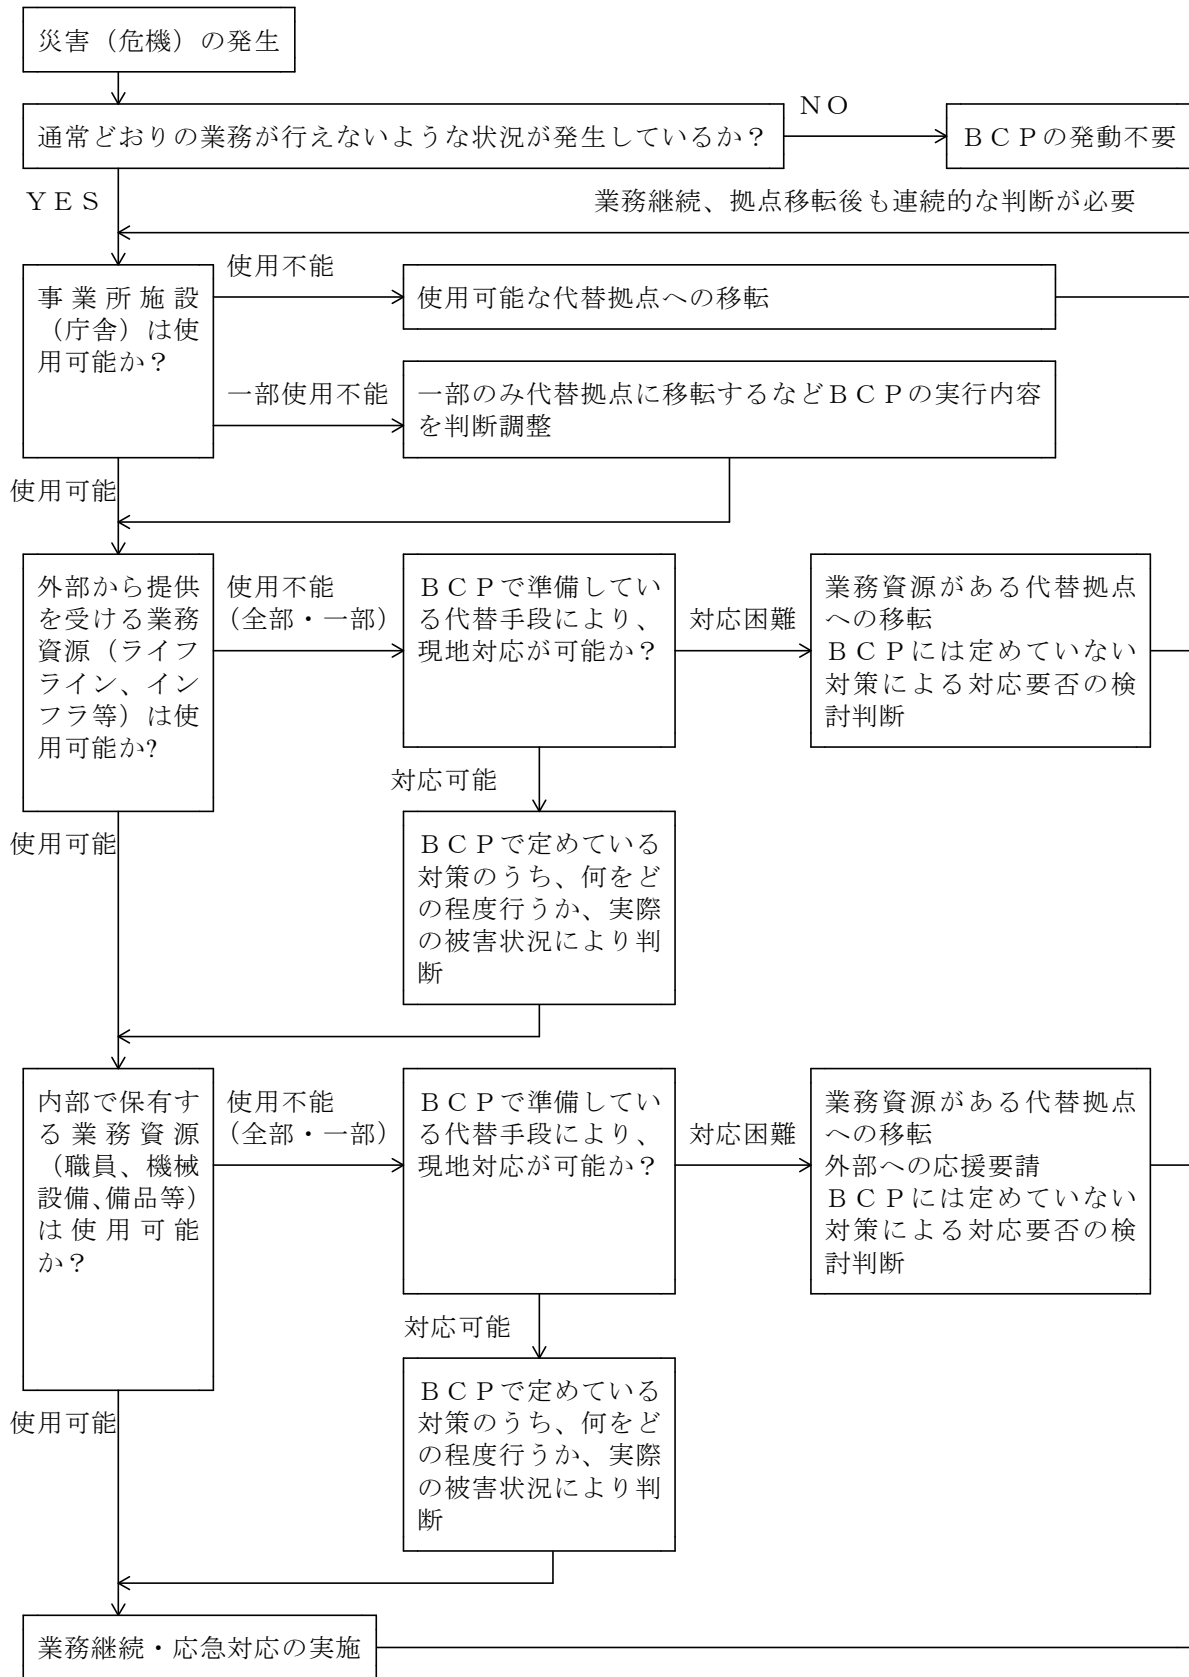 災害（危機）の発生
通常どおりの業務が行えないような状況が発生しているか？
ＮＯ
ＢＣＰの発動不要
ＹＥＳ
業務継続、拠点移転後も連続的な判断が必要
事業所施設
（庁舎）は使
用可能か？
使用不能
使用可能な代替拠点への移転
一部使用不能
一部のみ代替拠点に移転するなどＢＣＰの実行内容
を判断調整
使用可能
外部から提供
を受ける業務
資源（ライフ
ライン、イン
フラ等）は使
用可能か?
使用不能
（全部・一部）
ＢＣＰで準備してい
る代替手段により、
現地対応が可能か？
対応困難
業務資源がある代替拠点
への移転
ＢＣＰには定めていない
対策による対応要否の検
討判断
対応可能
使用可能
ＢＣＰで定めている
対策のうち、何をど
の程度行うか、実際
の被害状況により判
断
内部で保有す
る業務資源
（職員、機械
設備、備品等）
は使用可能
か？
使用不能
（全部・一部）
ＢＣＰで準備してい
る代替手段により、
現地対応が可能か？
対応困難
業務資源がある代替拠点
への移転
外部への応援要請
ＢＣＰには定めていない
対策による対応要否の検
討判断
対応可能
使用可能
ＢＣＰで定めている
対策のうち、何をど
の程度行うか、実際
の被害状況により判
断
業務継続・応急対応の実施